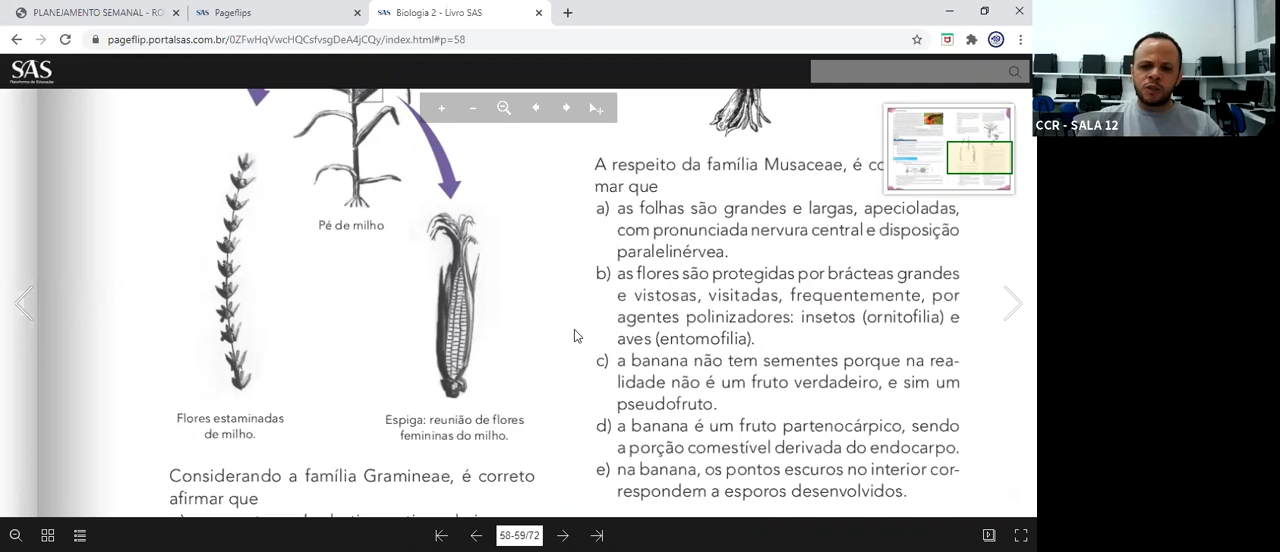 PLANEJAMENTO SEMANAL - RO
SAS Pageflips
SAS Biologia 2 - Livro SAS
pageflip.portalsas.com.br/0ZFwHqVwcHQCsfvsgDeA4jCQy/index.html#p=58
SAS
Plataforma de Educação
CCR - SALA 12
Pé de milho
Flores estaminadas
de milho.
Espiga: reunião de flores
femininas do milho.
Considerando a família Gramineae, é correto
afirmar que
A respeito da família Musaceae, é co
mar que
a) as folhas são grandes e largas, apecioladas,
com pronunciada nervura central e disposição
paralelinérvea.
b) as flores são protegidas por brácteas grandes
e vistosas, visitadas, frequentemente, por
agentes polinizadores: insetos (ornitofilia) e
aves (entomofilia).
c) a banana não tem sementes porque na rea-
lidade não é um fruto verdadeiro, e sim um
pseudofruto.
d) a banana é um fruto partenocárpico, sendo
a porção comestível derivada do endocarpo.
e) na banana, os pontos escuros no interior cor-
respondem a esporos desenvolvidos.
58-59/72